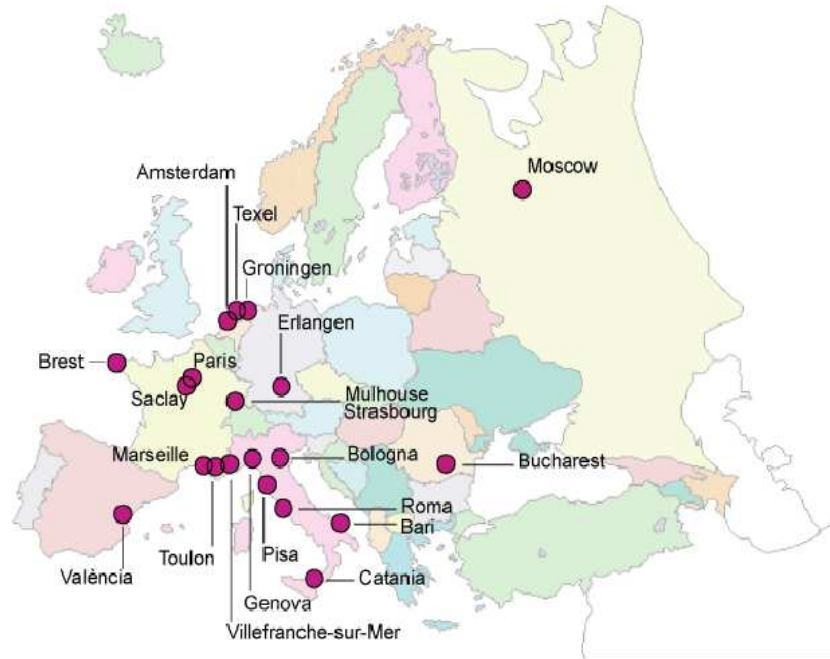 Moscow
Amsterdam
Texel
Groningen
Erlangen
Brest
Paris
Saclay
Mulhouse
Strasbourg
Marseille
Bologna
Bucharest
Roma
Bari
Toulon
Pisa
València
Catania
Genova
Villefranche-sur-Mer